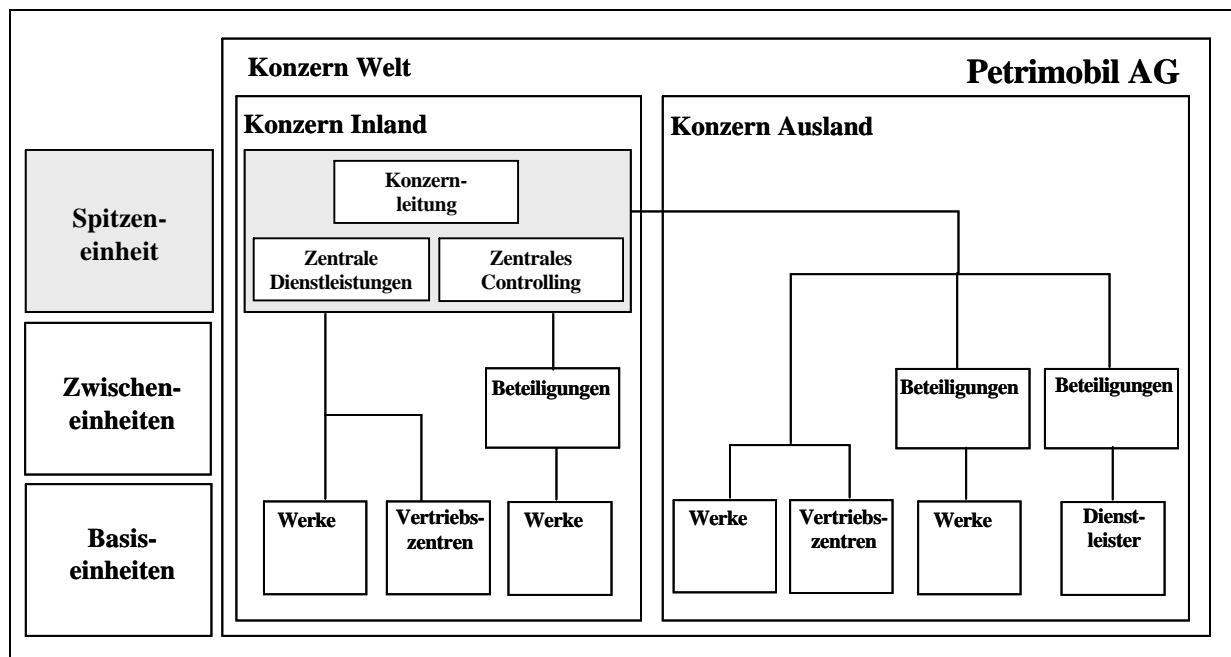 Konzern Welt
Petrimobil AG
Konzern Inland
Konzern Ausland
Spitzen-
einheit
Konzern-
leitung
Zentrale
Dienstleistungen
Zentrales
Controlling
Zwischen-
einheiten
Beteiligungen
Beteiligungen
Beteiligungen
Basis-
einheiten
Werke
Vertriebs-
zentren
Werke
Werke
Vertriebs-
zentren
Werke
Dienst-
leister